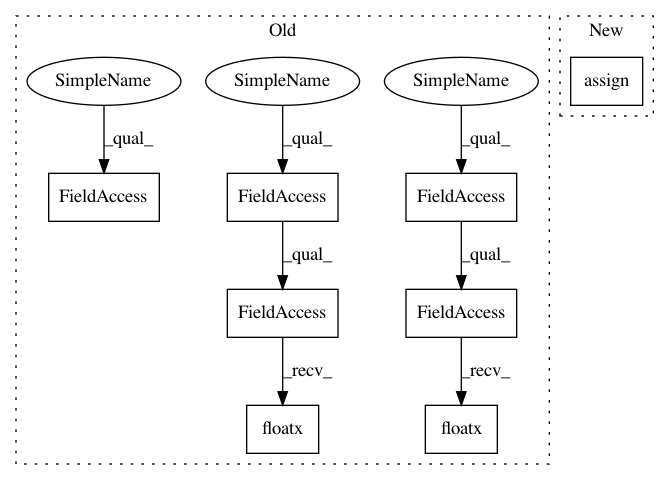 Old
New
SimpleName
SimpleName
SimpleName
assign
_qual_
_qual_
_qual_
FieldAccess
FieldAccess
FieldAccess
_qual_
_qual_
FieldAccess
FieldAccess
_recv_
_recv_
floatx
floatx